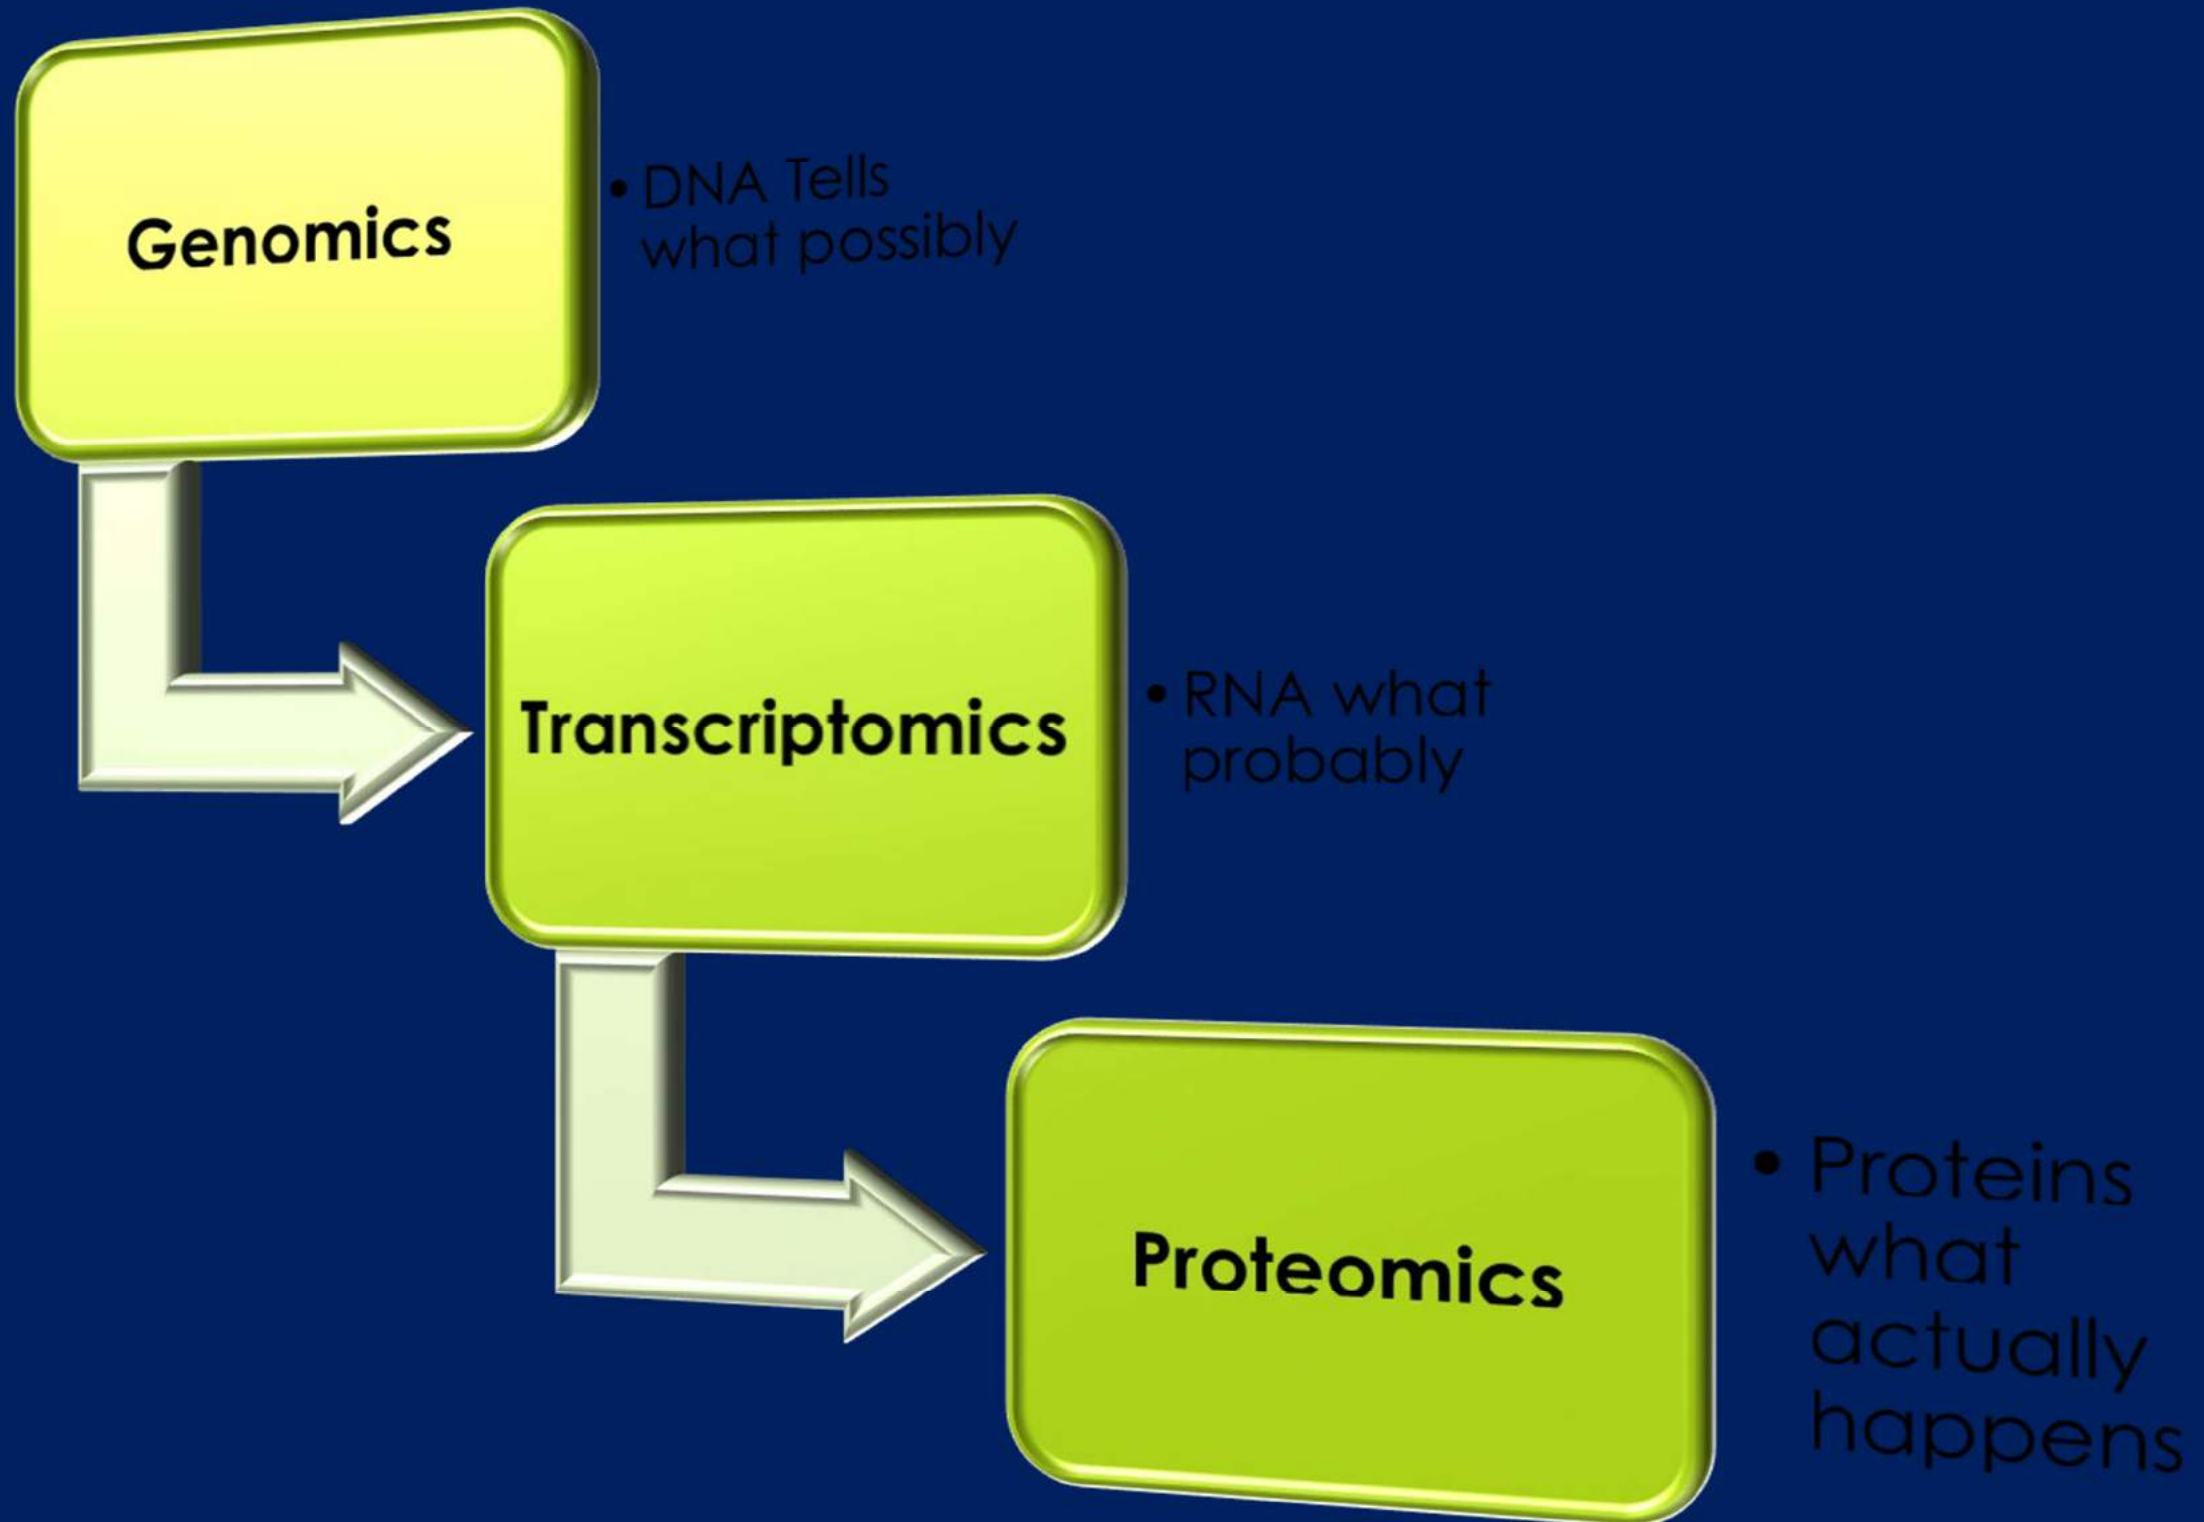 Genomics
• DNA Tells
what possibly
Transcriptomics
• RNA what
probably
Proteomics
• Proteins
what
actually
happens